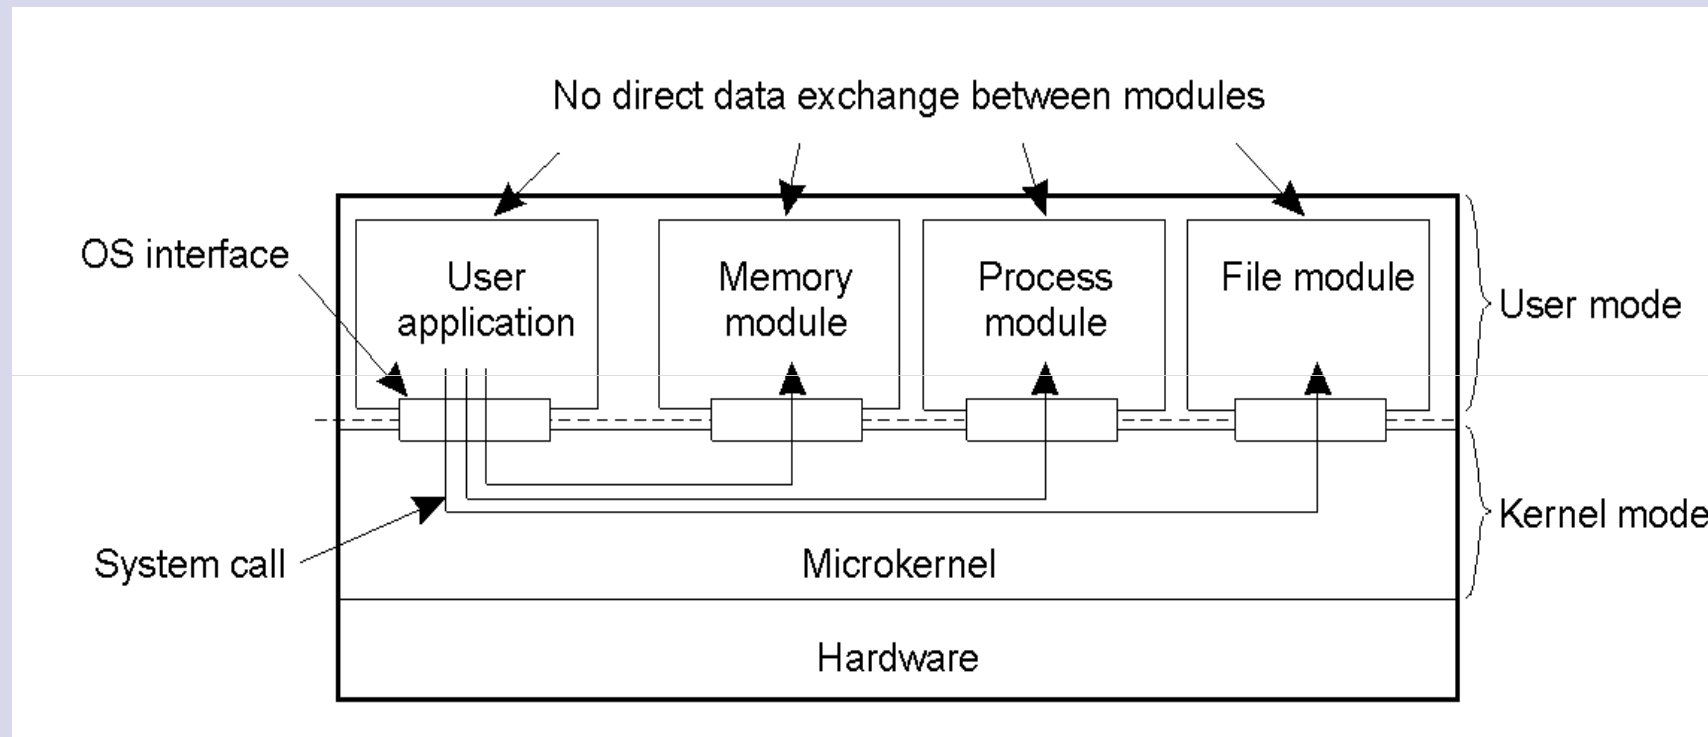 No direct data exchange between modules
OS interface
User
application
Memory
module
Process
module
File module
User mode
System call
Microkernel
Kernel mode
Hardware